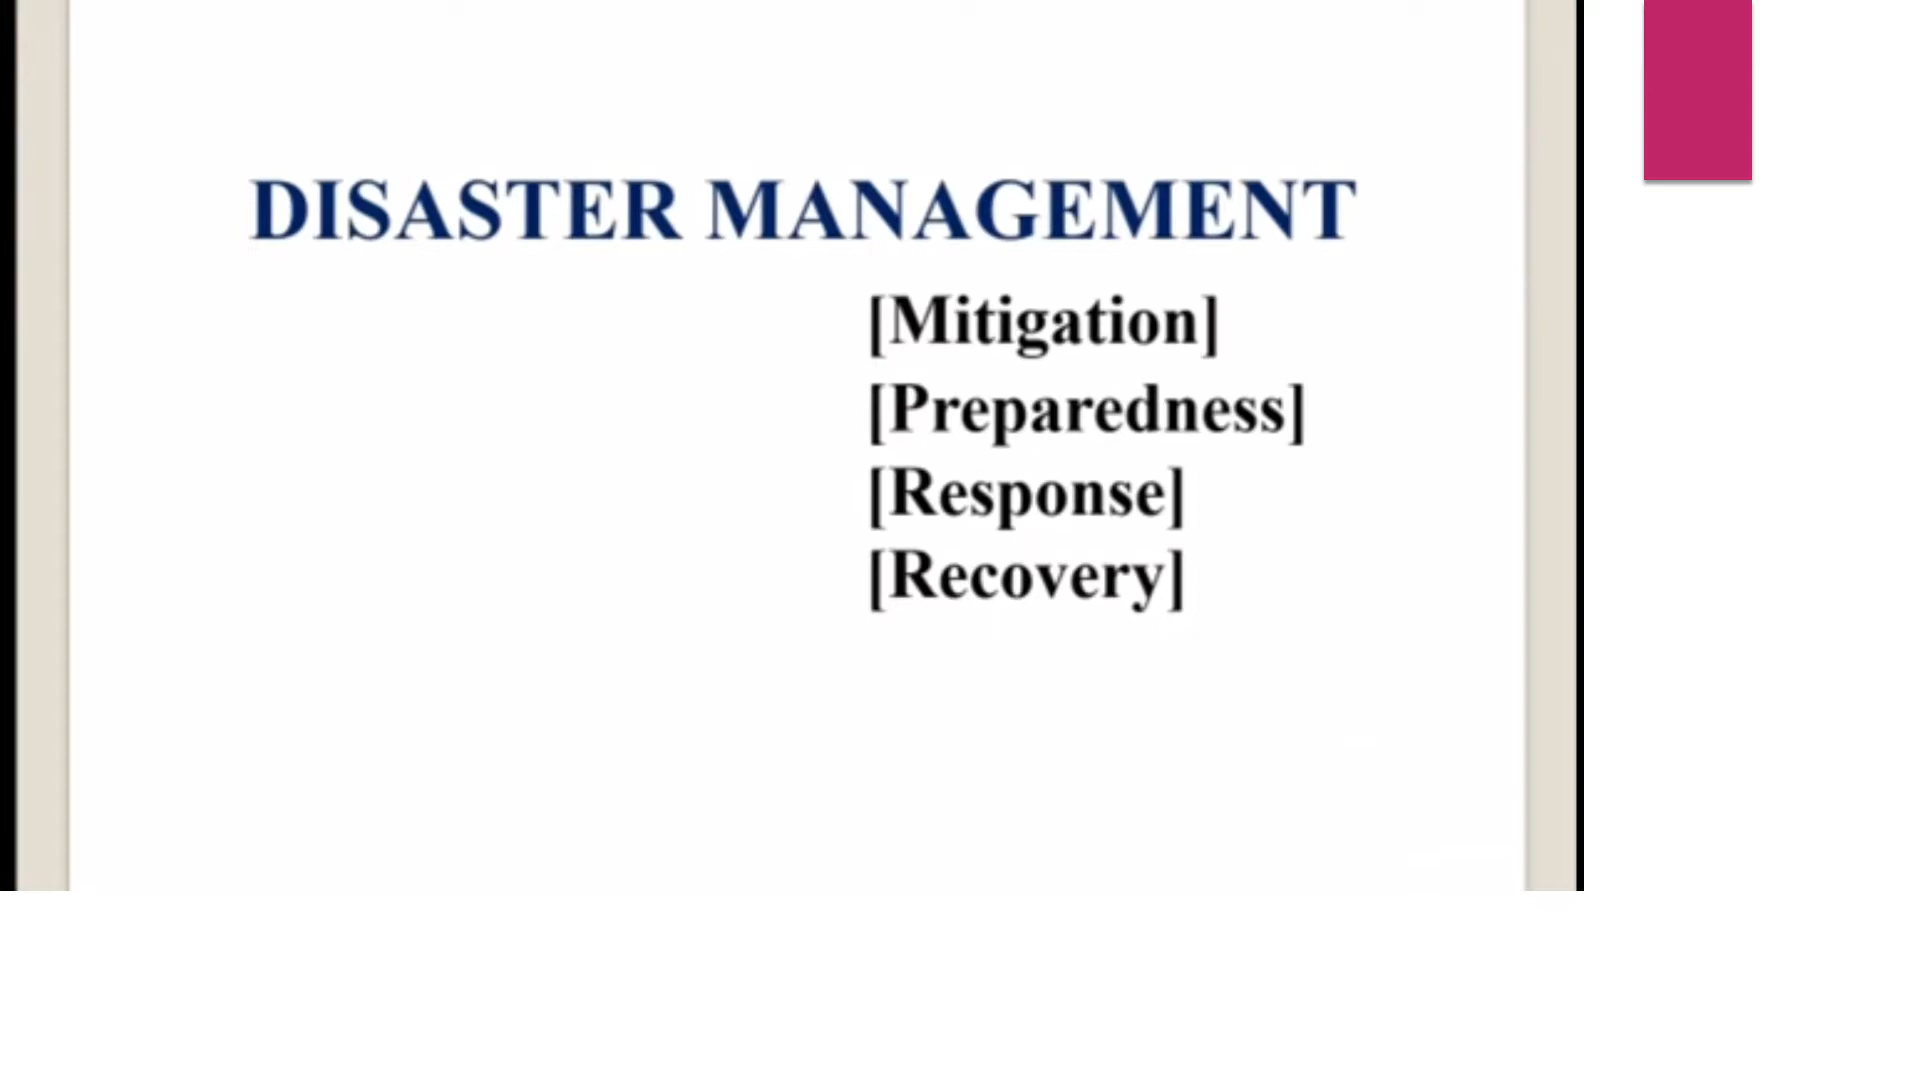 DISASTER MANAGEMENT
[Mitigation]
[Preparedness]
[Response]
[Recovery]